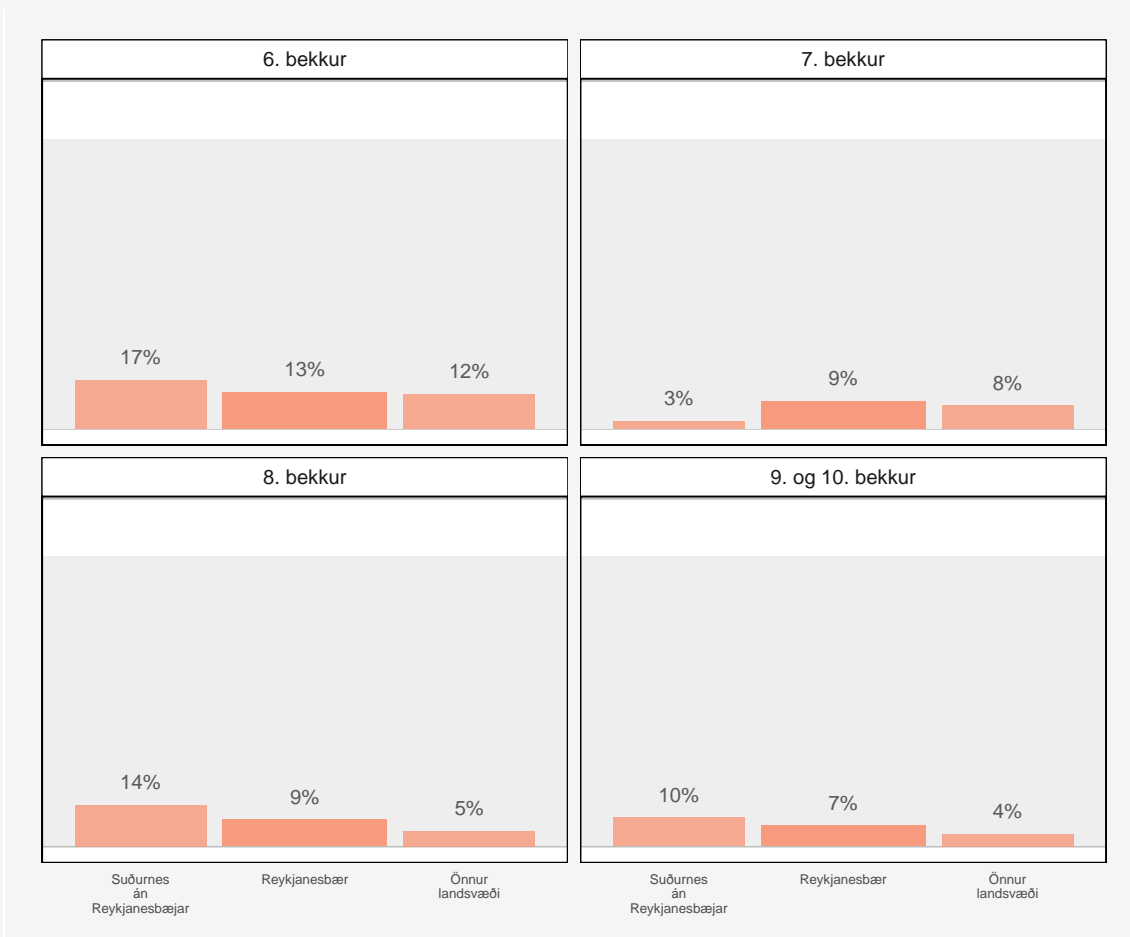 6. bekkur
7. bekkur
17%
13%
12%
3%
9%
8%
8. bekkur
9. og 10. bekkur
14%
9%
5%
10%
7%
4%
Suðurnes
án
Reykjanesbæjar
Reykjanesbær
Önnur
landsvæði
Suðurnes
án
Reykjanesbæjar
Reykjanesbær
Önnur
landsvæði